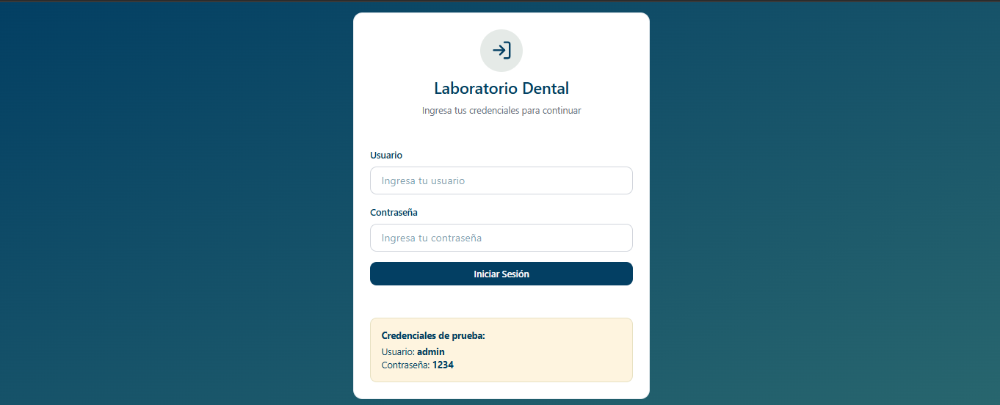 Laboratorio Dental
Ingresa tus credenciales para continuar
Usuario
Ingresa tu usuario
Contraseña
Ingresa tu contraseña
Iniciar Sesión
Credenciales de prueba:
Usuario: admin
Contraseña: 1234